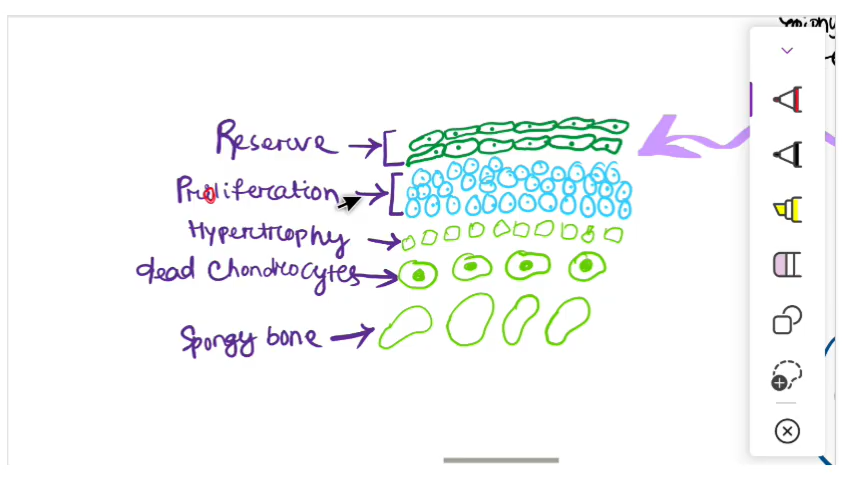 Reserve
Proliferation
Hypertrophy
dead Chondrocytes
Spongy bone